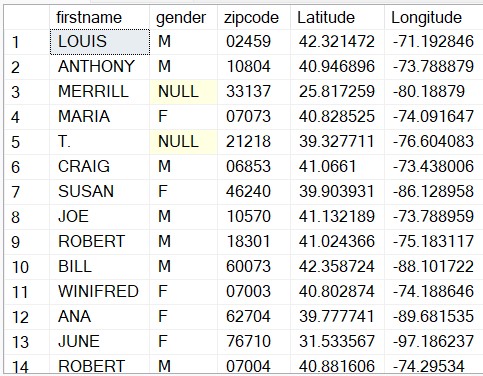 firstname gender zipcode Latitude Longitude
1 LOUIS M 02459 42.321472 -71.192846
2 ANTHONY M 10804 40.946896 -73.788879
3 MERRILL NULL 33137 25.817259 -80.18879
4 MARIA F 07073 40.828525 -74.091647
5 T. NULL 21218 39.327711 -76.604083
6 CRAIG M 06853 41.0661 -73.438006
7 SUSAN F 46240 39.903931 -86.128958
8 JOE M 10570 41.132189 -73.788959
9 ROBERT M 18301 41.024366 -75.183117
10 BILL M 60073 42.358724 -88.101722
11 WINIFRED F 07003 40.802874 -74.188646
12 ANA F 62704 39.777741 -89.681535
13 JUNE F 76710 31.533567 -97.186237
14 ROBERT M 07004 40.881606 -74.29534